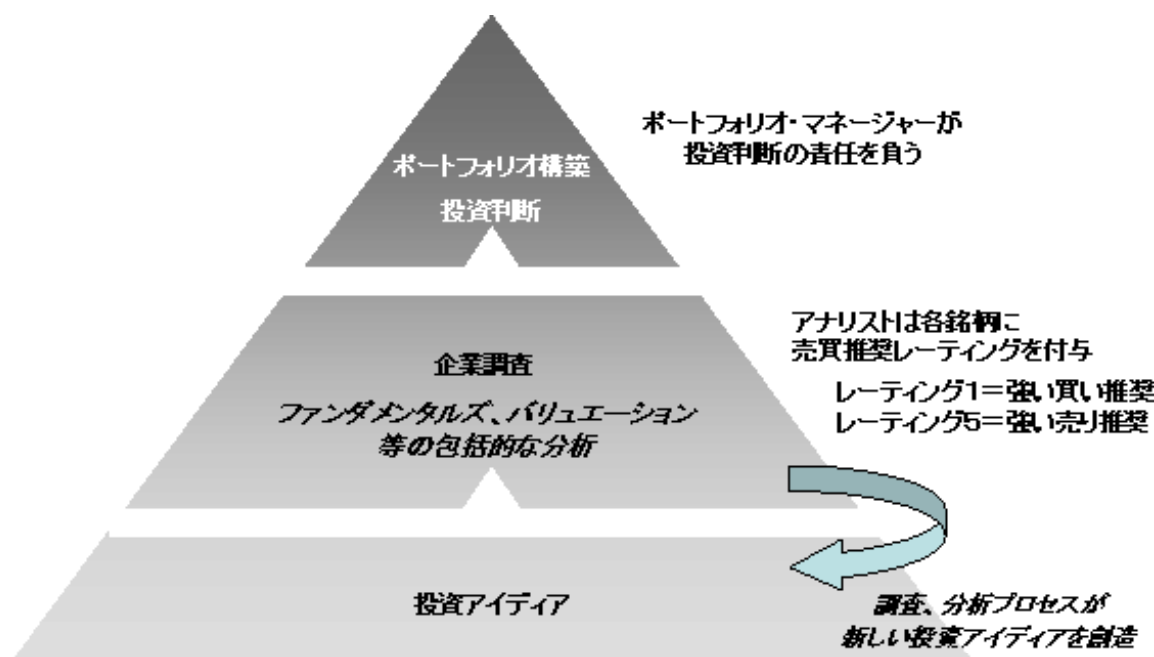 ポートフォリオ・マネージャーが
投資判断の責任を負う
ポートフォリオ構築
投資判断
アナリストは各銘柄に
売買推奨レーティングを付与
レーティング1＝強い買い推奨
レーティング5＝強い売り推奨
企業調査
ファンダメンタルズ、バリュエーション
等の包括的な分析
投資アイディア
調査、分析プロセスが
新しい投資アイディアを創造